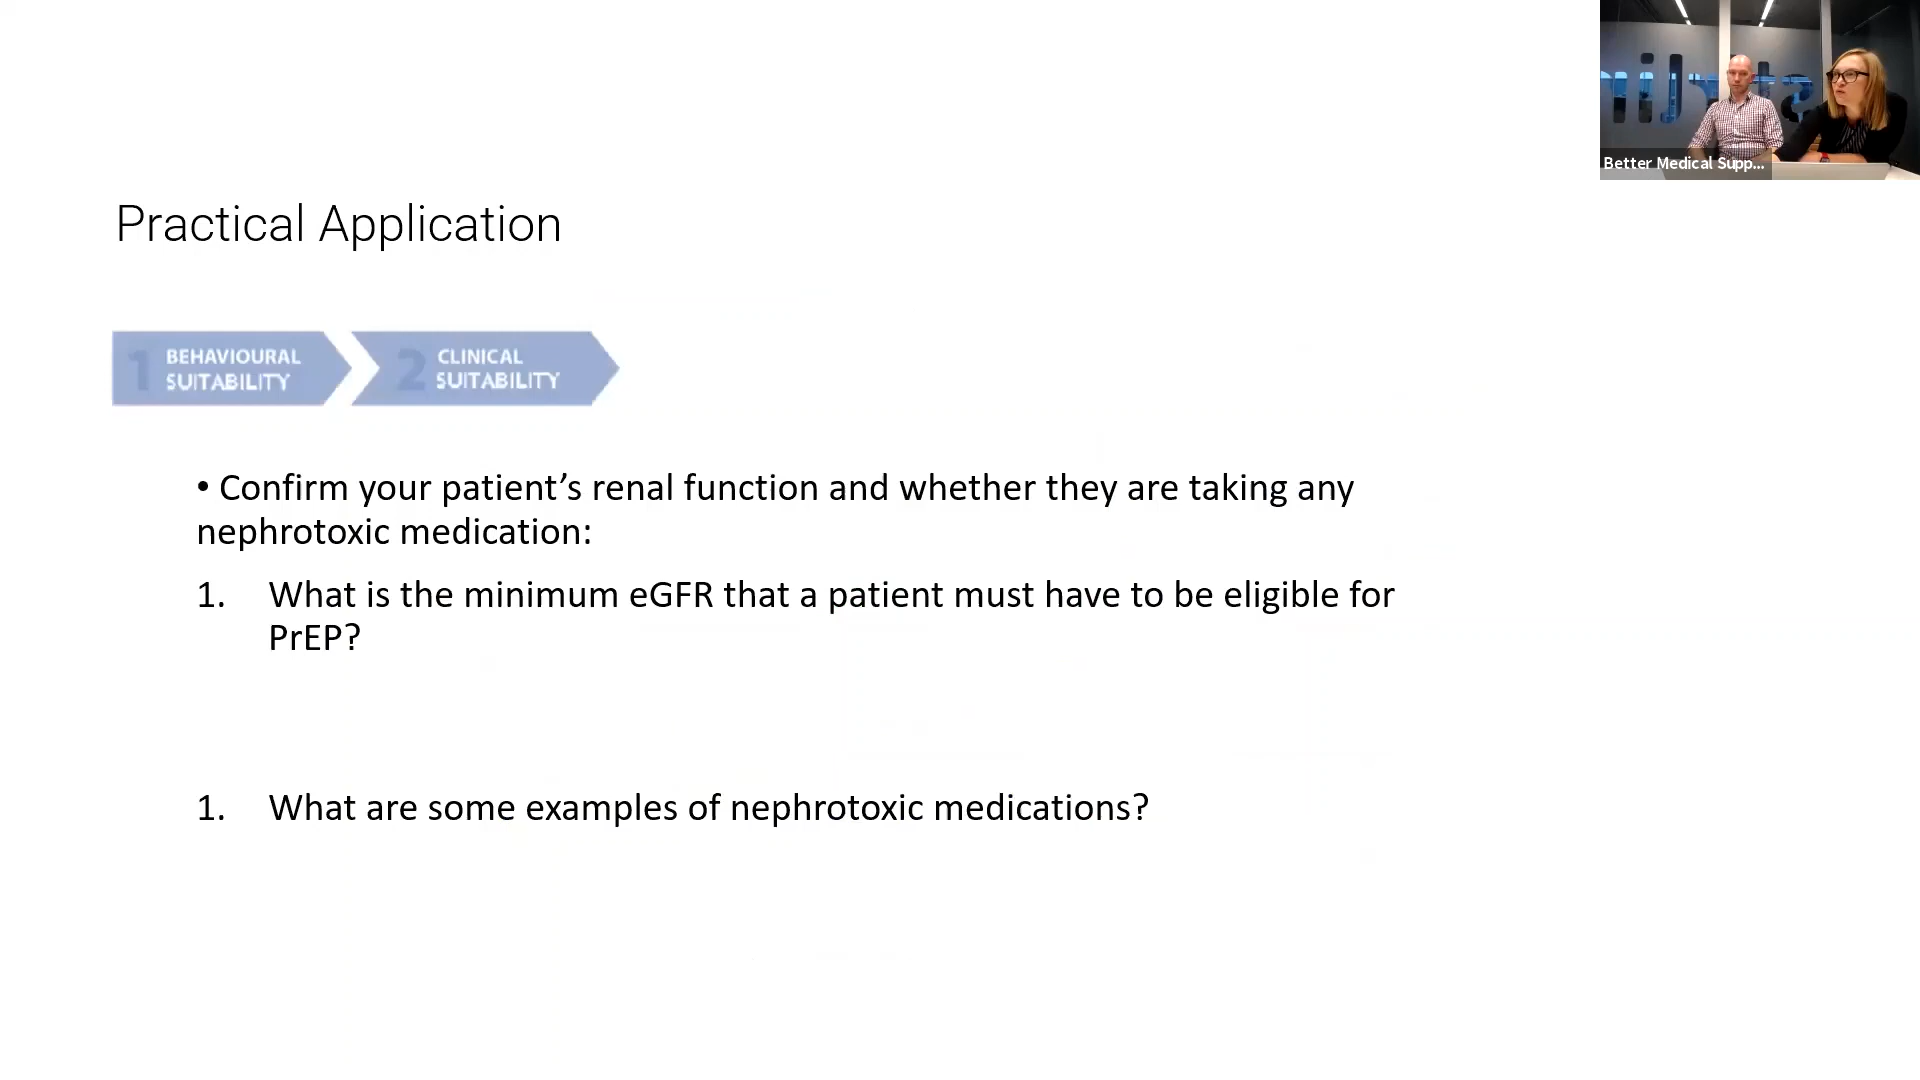 Better Medical Supp...
Practical Application
1 BEHAVIOURAL
SUITABILITY
2 CLINICAL
SUITABILITY
• Confirm your patient’s renal function and whether they are taking any
nephrotoxic medication:
1. What is the minimum eGFR that a patient must have to be eligible for
PrEP?
1. What are some examples of nephrotoxic medications?